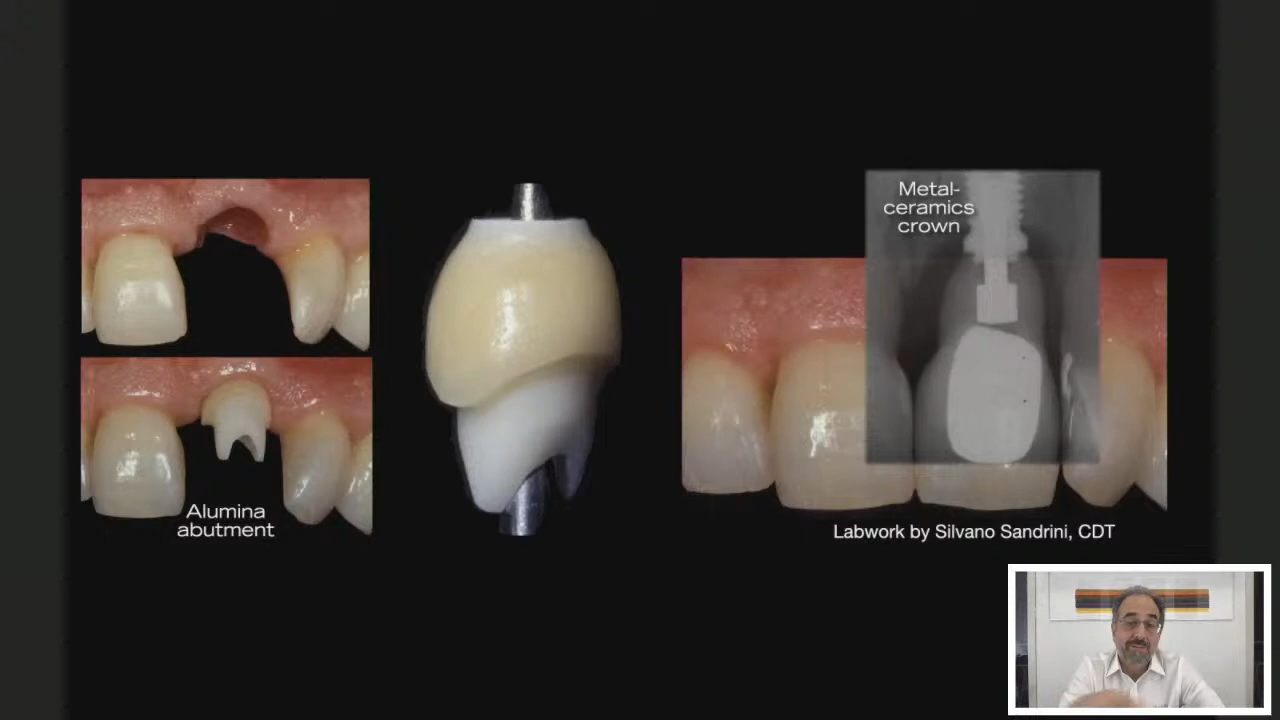 Metal-
ceramics
crown
Alumina
abutment
Labwork by Silvano Sandrini, CDT